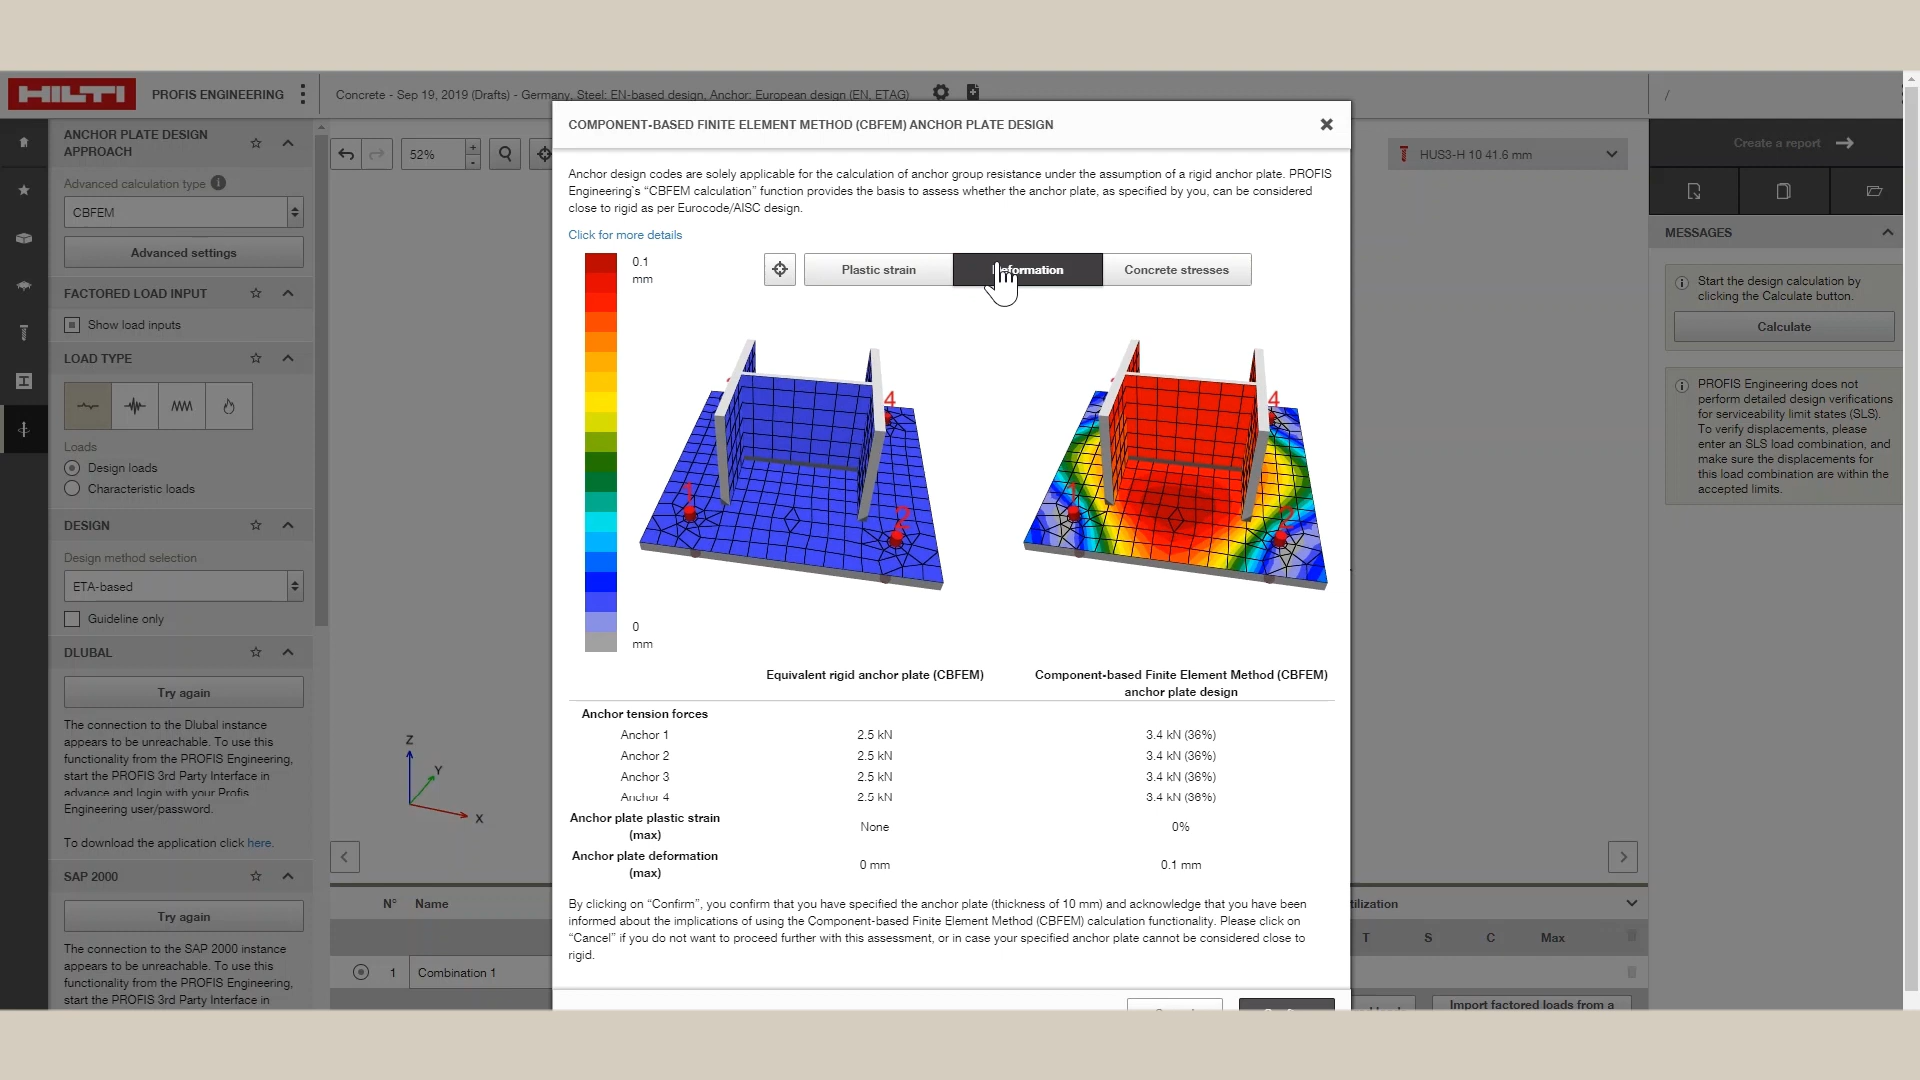 HILTI PROFIS ENGINEERING
Concrete - Sep 19, 2019 (Drafts) - Germany, Steel: EN-based design, Anchor: European design (EN, ETAG)
/
ANCHOR PLATE DESIGN
APPROACH
Advanced calculation type
CBFEM
Advanced settings
FACTORED LOAD INPUT
Show load inputs
LOAD TYPE
Loads
Design loads
Characteristic loads
DESIGN
Design method selection
ETA-based
Guideline only
DLUBAL
Try again
The connection to the Dlubal instance
appears to be unreachable. To use this
functionality from the PROFIS Engineering,
start the PROFIS 3rd Party Interface in
advance and login with your Profis
Engineering user/password.
To download the application click here.
SAP 2000
Try again
The connection to the SAP 2000 instance
appears to be unreachable. To use this
functionality from the PROFIS Engineering,
start the PROFIS 3rd Party Interface in
52%
+
-
HUS3-H 10 41.6 mm
Z
Y
X
COMPONENT-BASED FINITE ELEMENT METHOD (CBFEM) ANCHOR PLATE DESIGN
Anchor design codes are solely applicable for the calculation of anchor group resistance under the assumption of a rigid anchor plate. PROFIS
Engineering`s “CBFEM calculation” function provides the basis to assess whether the anchor plate, as specified by you, can be considered
close to rigid as per Eurocode/AISC design.
Click for more details
0.1
mm
Plastic strain
Concrete stresses
4
1
2
4
1
2
0
mm
Equivalent rigid anchor plate (CBFEM)
Component-based Finite Element Method (CBFEM)
anchor plate design
Anchor tension forces
Anchor 1 2.5 kN 3.4 kN (36%)
Anchor 2 2.5 kN 3.4 kN (36%)
Anchor 3 2.5 kN 3.4 kN (36%)
Anchor 4 2.5 kN 3.4 kN (36%)
Anchor plate plastic strain
(max)
None 0%
Anchor plate deformation
(max)
0 mm 0.1 mm
By clicking on “Confirm”, you confirm that you have specified the anchor plate (thickness of 10 mm) and acknowledge that you have been
informed about the implications of using the Component-based Finite Element Method (CBFEM) calculation functionality. Please click on
“Cancel” if you do not want to proceed further with this assessment, or in case your specified anchor plate cannot be considered close to
rigid.
N° Name
1 Combination 1
T S C Max
Import factored loads from a
Create a report
MESSAGES
Start the design calculation by
clicking the Calculate button.
Calculate
PROFIS Engineering does not
perform detailed design verifications
for serviceability limit states (SLS).
To verify displacements, please
enter an SLS load combination, and
make sure the displacements for
this load combination are within the
accepted limits.